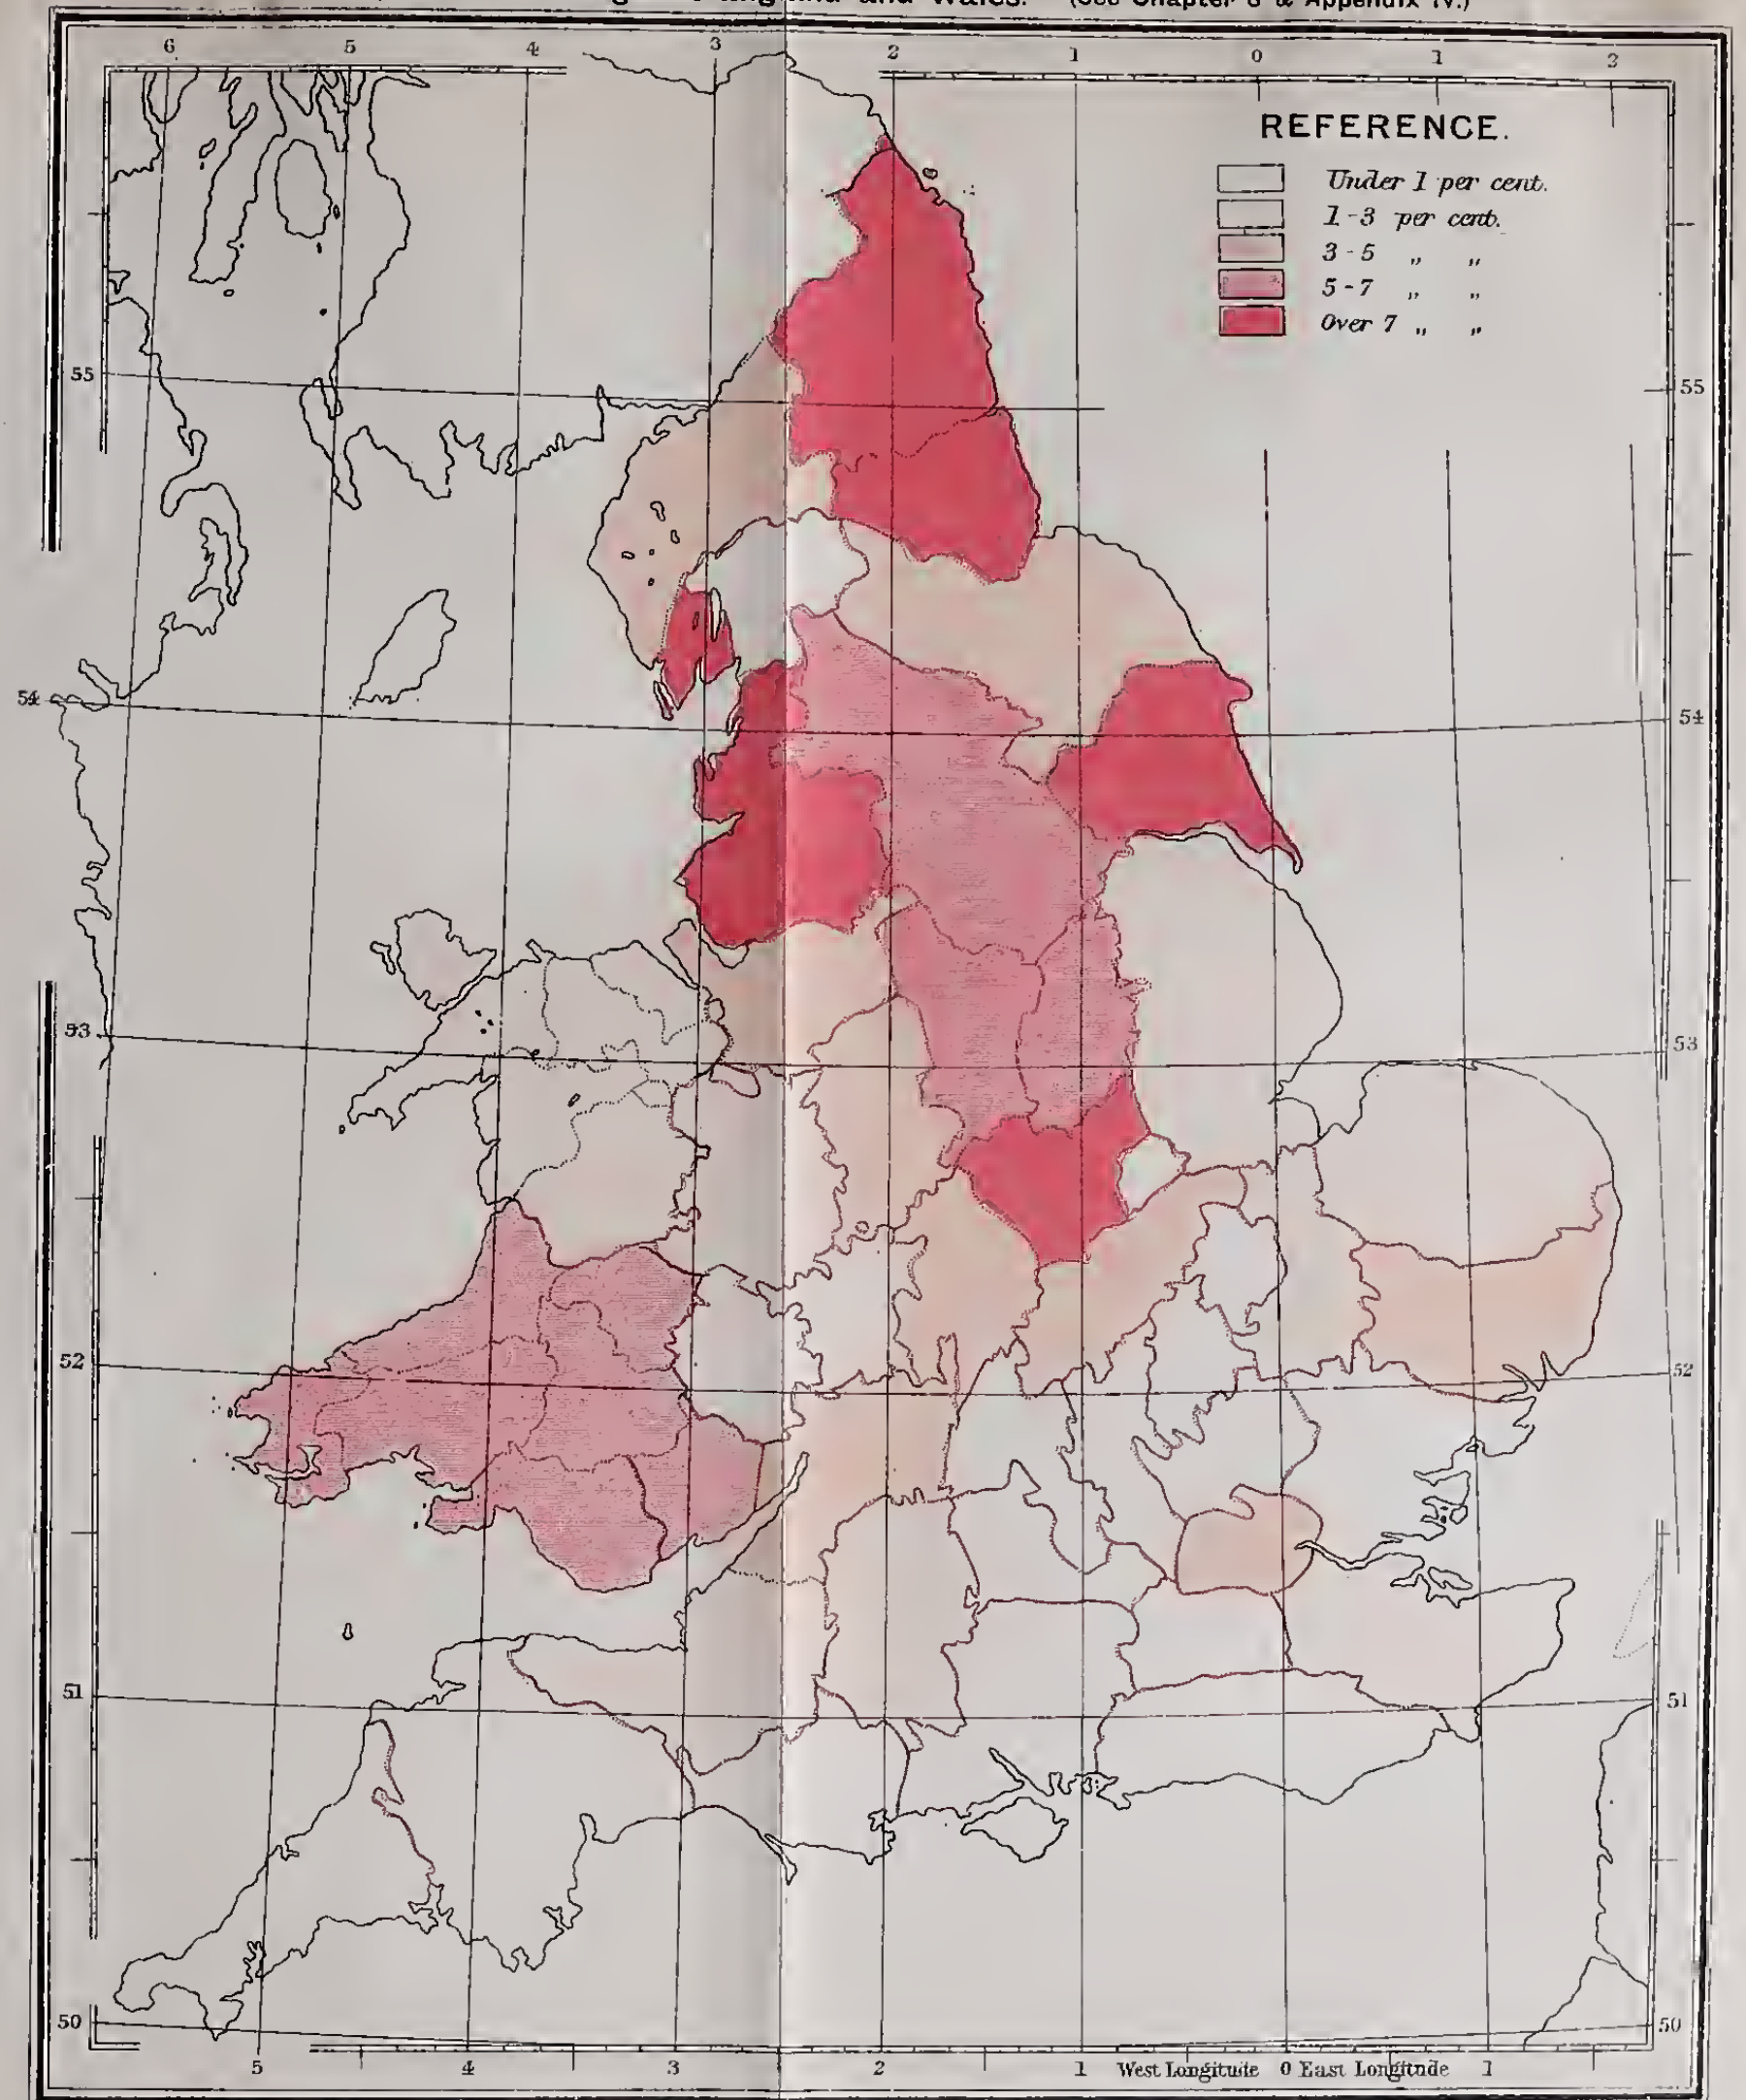 and Wales. (See Chapter 8 & Appendix IV.)
6 5 4 3 2 1 0 1 2
REFERENCE.
Under 1 per cent.
1-3 per cent.
3-5 „ „
5-7 „ „
Over 7 „ „
55 55
54 54
53 53
52 52
51 51
50 50
5 4 3 2 1 West Longitude 0 East Longitude 1